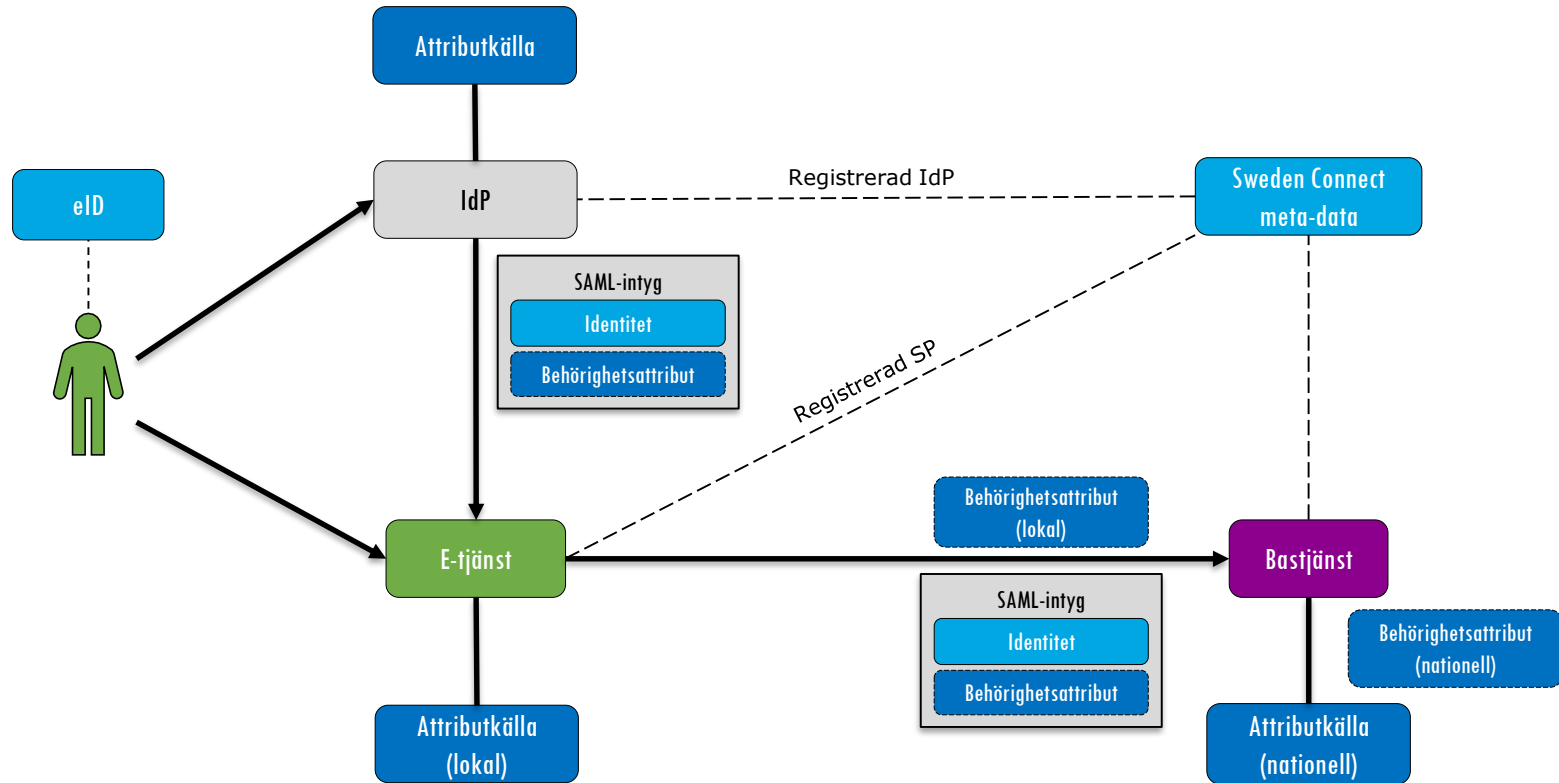 Attributkälla
eID
IdP
Registrerad IdP
Sweden Connect
meta-data
SAML-intyg
Identitet
Behörighetsattribut
Registrerad SP
Behörighetsattribut
(lokal)
E-tjänst
Bastjänst
SAML-intyg
Identitet
Behörighetsattribut
Behörighetsattribut
(nationell)
Attributkälla
(lokal)
Attributkälla
(nationell)